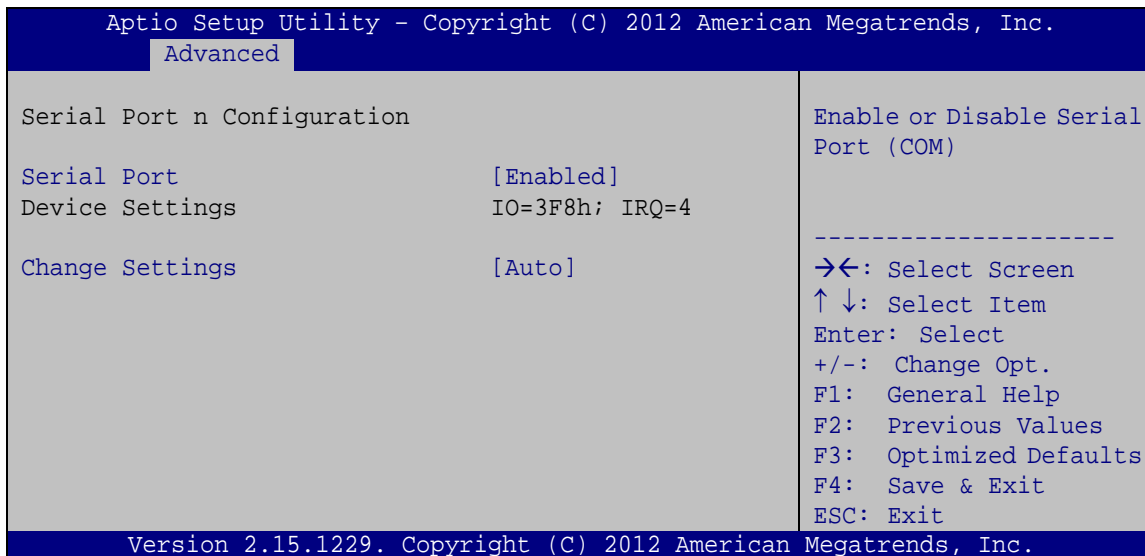 Aptio Setup Utility – Copyright (C) 2012 American Megatrends, Inc.
Advanced
Serial Port n Configuration
Serial Port [Enabled]
Device Settings IO=3F8h; IRQ=4
Change Settings [Auto]
Enable or Disable Serial
Port (COM)
---------------------
→←: Select Screen
↑ ↓: Select Item
Enter: Select
+/-: Change Opt.
F1: General Help
F2: Previous Values
F3: Optimized Defaults
F4: Save & Exit
ESC: Exit
Version 2.15.1229. Copyright (C) 2012 American Megatrends, Inc.